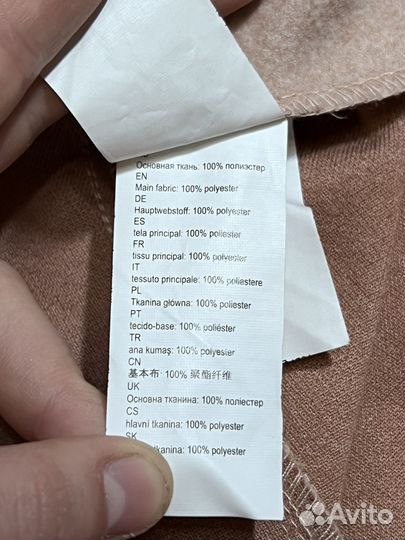 Основная ткань: 100% полиэстер
EN
Main fabric: 100% polyester
DE
Hauptwebstoff: 100% polyester
ES
tela principal: 100% polyester
FR
tissu principal: 100% polyester
IT
tessuto principale: 100% poliestere
PL
Tkanina główna: 100% poliester
PT
tecido-base: 100% poliéster
TR
ana kumaş: 100% polyester
CN
基本布: 100% 聚酯纤维
UK
Основна тканина: 100% поліестер
CS
hlavní tkanina: 100% polyester
SK
tkanina: 100% polyester
Avito